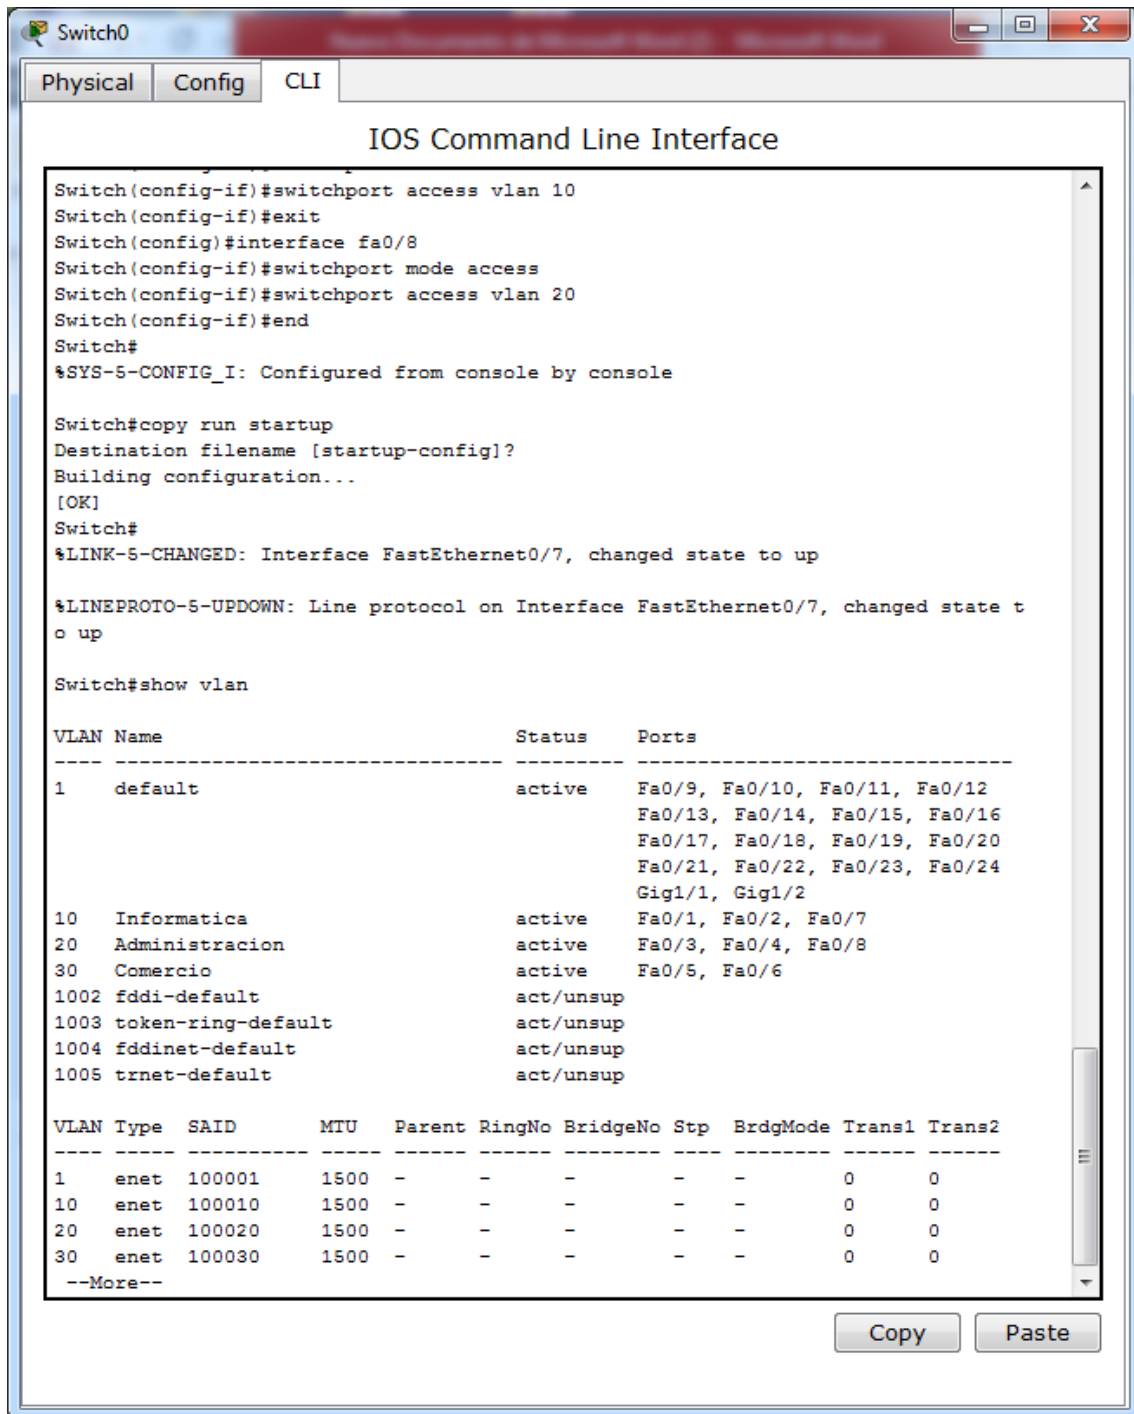 Switch0
Physical Config CLI
IOS Command Line Interface
Switch(config-if)#switchport access vlan 10
Switch(config-if)#exit
Switch(config)#interface fa0/8
Switch(config-if)#switchport mode access
Switch(config-if)#switchport access vlan 20
Switch(config-if)#end
Switch#
%SYS-5-CONFIG_I: Configured from console by console
Switch#copy run startup
Destination filename [startup-config]?
Building configuration...
[OK]
Switch#
%LINK-5-CHANGED: Interface FastEthernet0/7, changed state to up
%LINEPROTO-5-UPDOWN: Line protocol on Interface FastEthernet0/7, changed state t
o up
Switch#show vlan
VLAN Name                             Status    Ports
---- -------------------------------- --------- -------------------------------
1    default                          active    Fa0/9, Fa0/10, Fa0/11, Fa0/12
                                                Fa0/13, Fa0/14, Fa0/15, Fa0/16
                                                Fa0/17, Fa0/18, Fa0/19, Fa0/20
                                                Fa0/21, Fa0/22, Fa0/23, Fa0/24
                                                Gig1/1, Gig1/2
10   Informatica                      active    Fa0/1, Fa0/2, Fa0/7
20   Administracion                   active    Fa0/3, Fa0/4, Fa0/8
30   Comercio                         active    Fa0/5, Fa0/6
1002 fddi-default                     act/unsup
1003 token-ring-default               act/unsup
1004 fddinet-default                  act/unsup
1005 trnet-default                    act/unsup
VLAN Type  SAID       MTU   Parent RingNo BridgeNo Stp  BrdgMode Trans1 Trans2
---- ----- ---------- ----- ------ ------ -------- ---- -------- ------ ------
1    enet  100001     1500  -      -      -        -    -        0      0
10   enet  100010     1500  -      -      -        -    -        0      0
20   enet  100020     1500  -      -      -        -    -        0      0
30   enet  100030     1500  -      -      -        -    -        0      0
--More--
Copy Paste